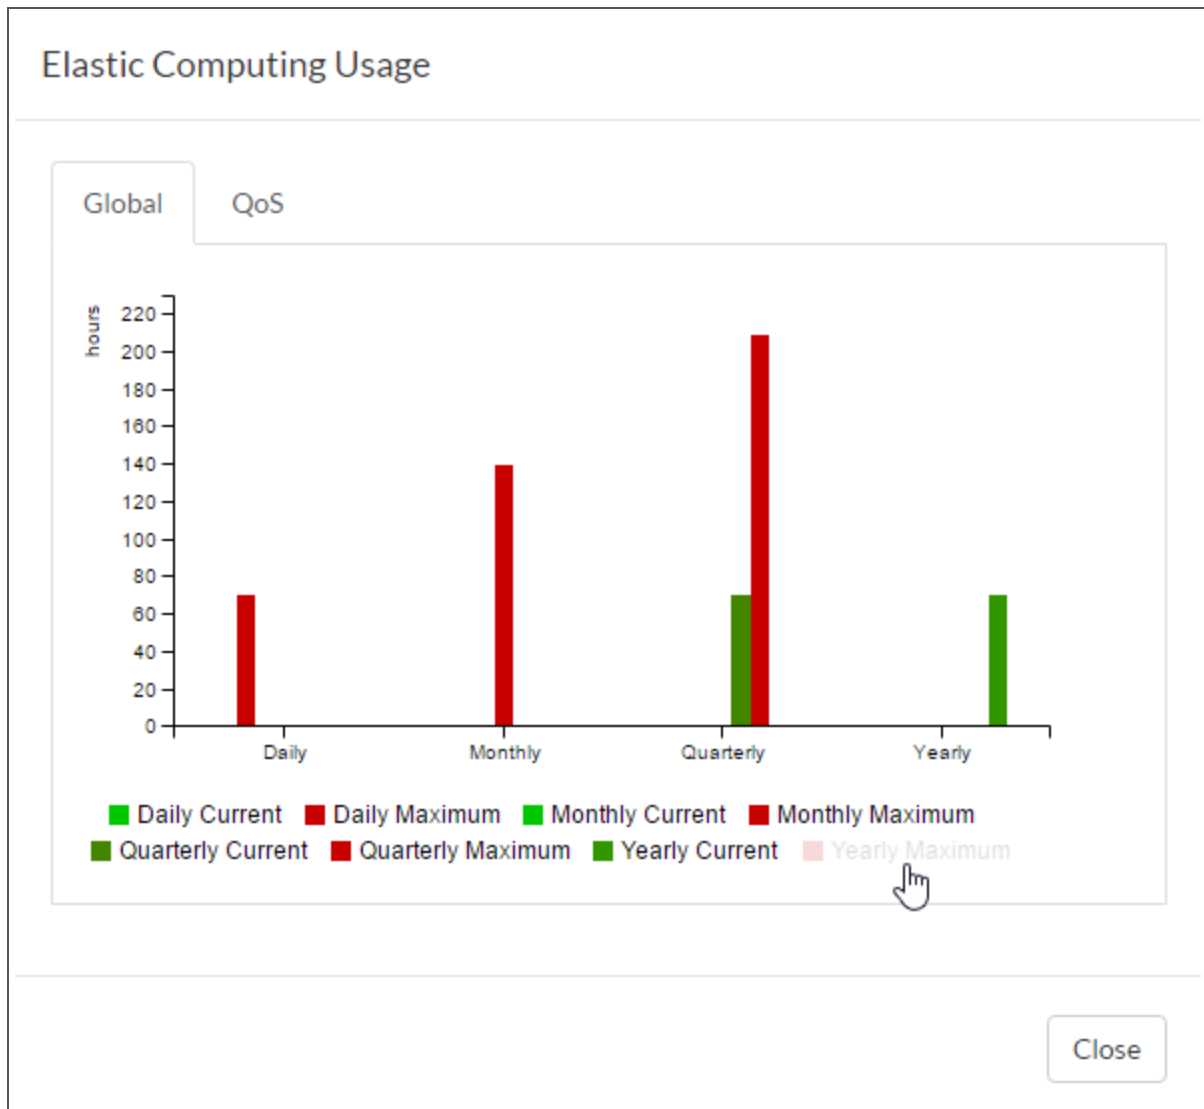 Elastic Computing Usage
Global QoS
hours
220
200
180
160
140
120
100
80
60
40
20
0
Daily Monthly Quarterly Yearly
Daily Current Daily Maximum Monthly Current Monthly Maximum
Quarterly Current Quarterly Maximum Yearly Current Yearly Maximum
Close